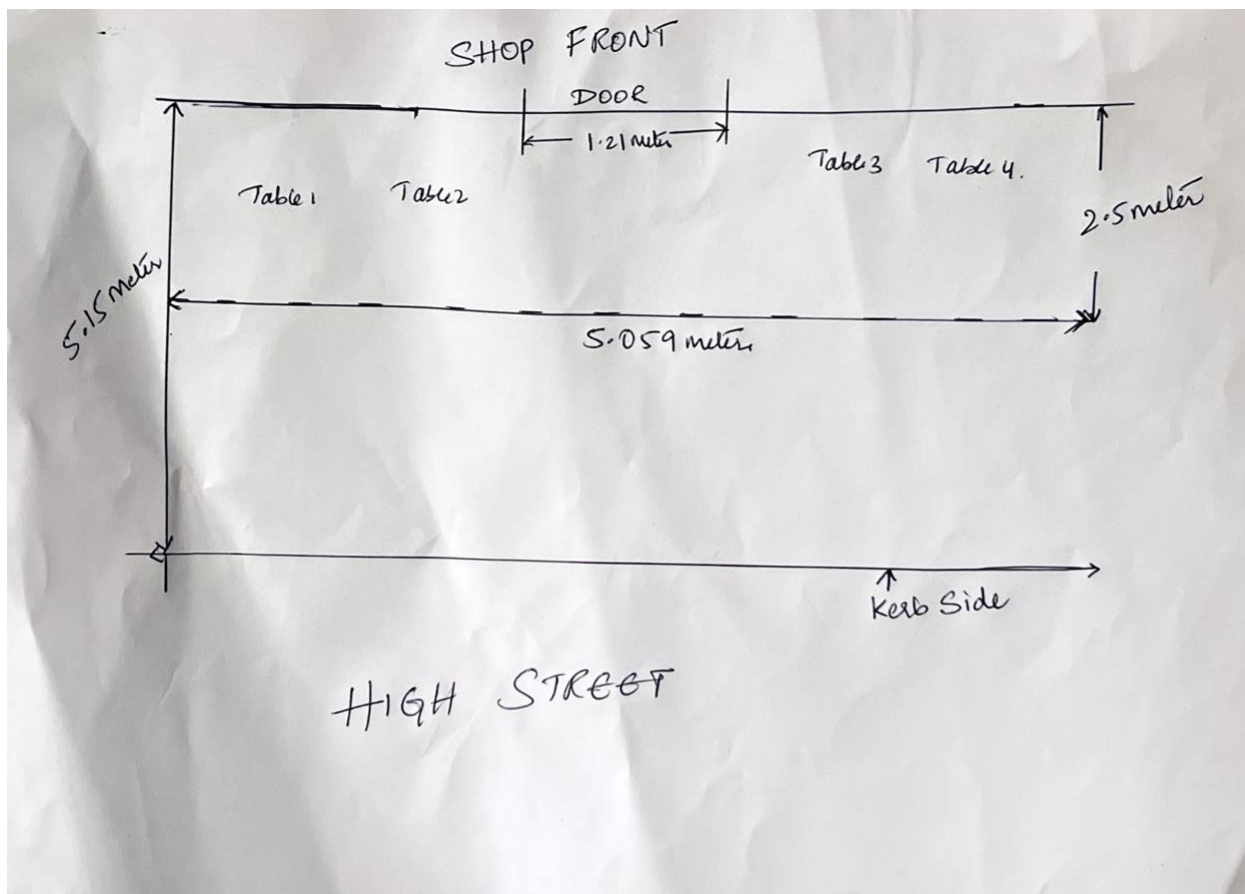 SHOP FRONT
DOOR
1.21 meter
Table 1 Table 2 Table 3 Table 4.
5.15 meter
2.5 meter
5.059 meter
Kerb Side
HIGH STREET